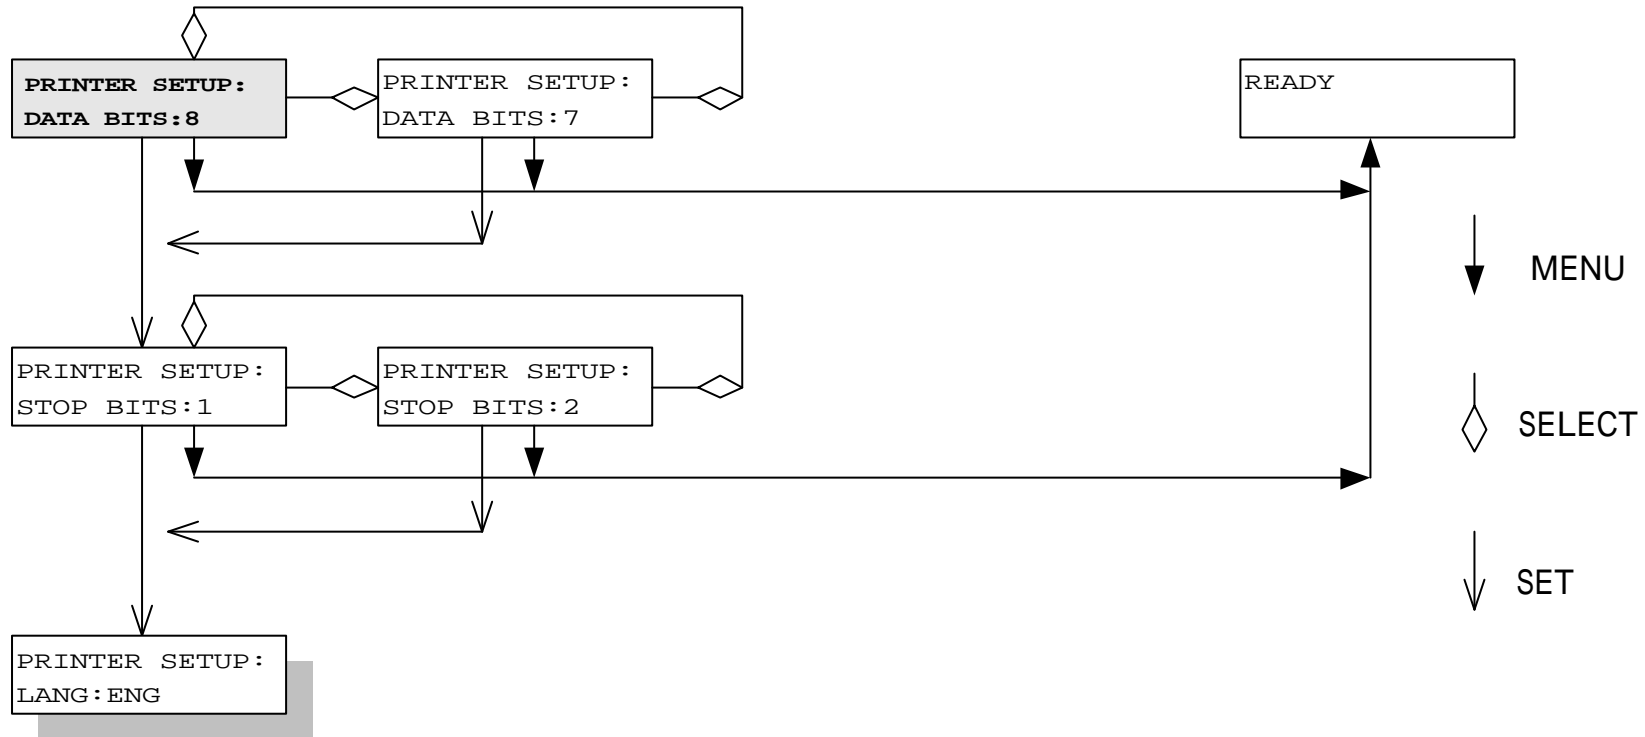 PRINTER SETUP:
DATA BITS:8
PRINTER SETUP:
DATA BITS:7
READY
MENU
PRINTER SETUP:
STOP BITS:1
PRINTER SETUP:
STOP BITS:2
SELECT
SET
PRINTER SETUP:
LANG:ENG